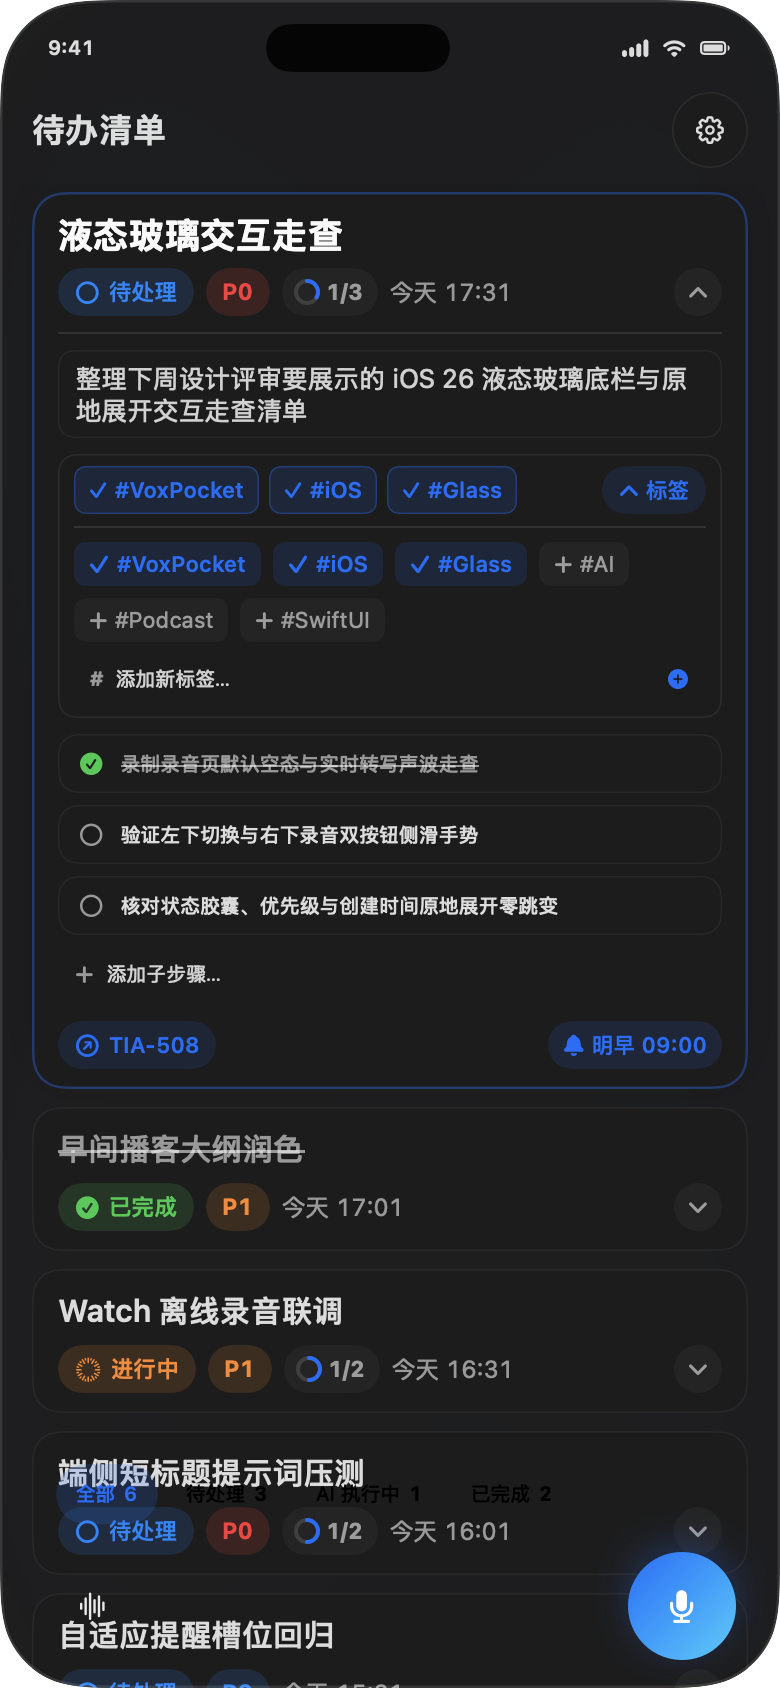 9:41
待办清单
液态玻璃交互走查
待处理 P0 1/3 今天 17:31
整理下周设计评审要展示的 iOS 26 液态玻璃底栏与原
地展开交互走查清单
#VoxPocket #iOS #Glass 标签
#VoxPocket #iOS #Glass + #AI
+ #Podcast + #SwiftUI
# 添加新标签...
录制录音页默认空态与实时转写声波走查
验证左下切换与右下录音双按钮侧滑手势
核对状态胶囊、优先级与创建时间原地展开零跳变
+ 添加子步骤...
TIA-508 明早 09:00
早间播客大纲润色
已完成 P1 今天 17:01
Watch 离线录音联调
进行中 P1 1/2 今天 16:31
端侧短标题提示词压测
全部 6 待处理 3 AI 执行中 1 已完成 2
待处理 P0 1/2 今天 16:01
自适应提醒槽位回归
待处理